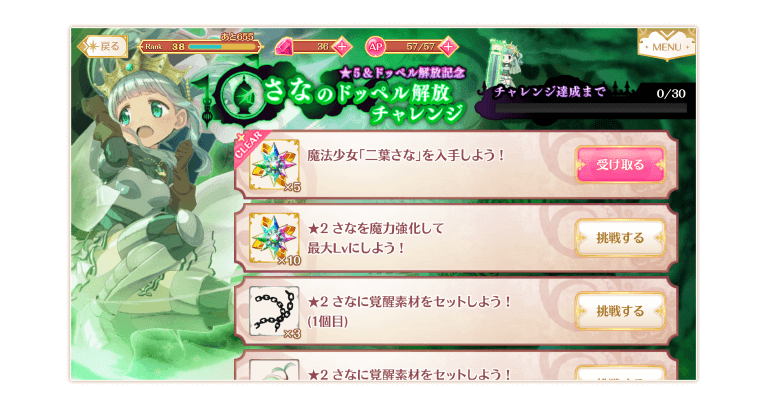 戻る
Rank 38
あと655
36
AP
57/57
MENU
★5&ドッペル解放記念
さなのドッペル解放
チャレンジ
チャレンジ達成まで
0/30
CLEAR
×5
魔法少女「二葉さな」を入手しよう！
受け取る
×10
★2 さなを魔力強化して
最大Lvにしよう！
挑戦する
×3
★2 さなに覚醒素材をセットしよう！
(1個目)
挑戦する
★2 さなに覚醒素材をセットしよう！